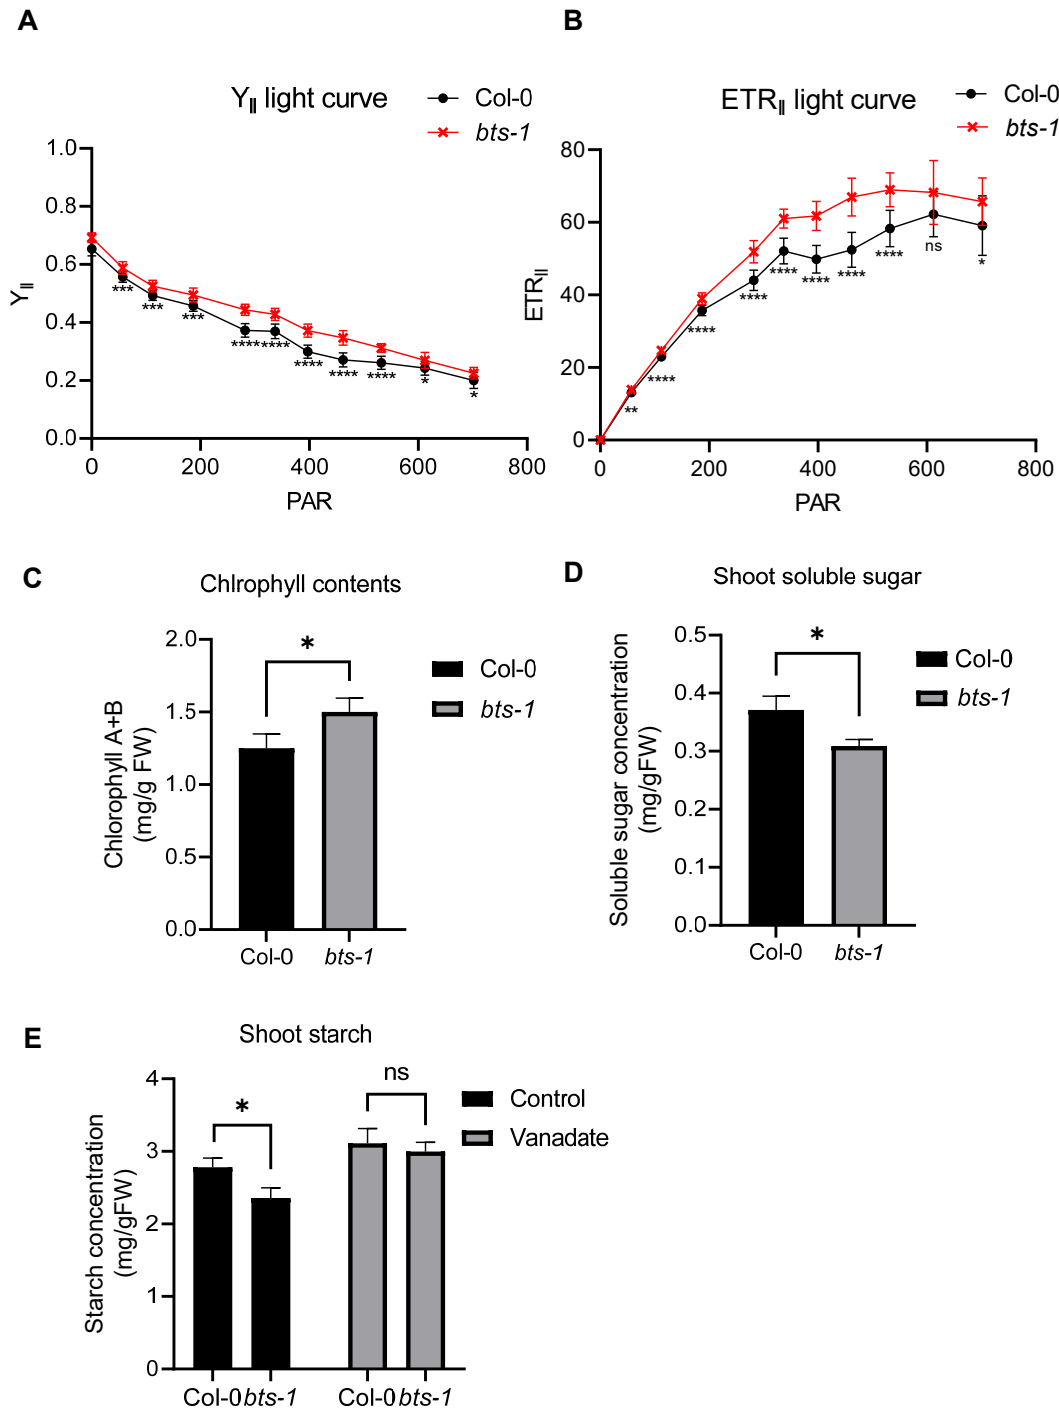 A
B
Y_II light curve
Col-0
bts-1
ETR_II light curve
Col-0
bts-1
1.0
0.8
0.6
0.4
0.2
0.0
Y_II
*** *** *** **** **** **** **** **** * *
0 200 400 600 800
PAR
80
60
40
20
0
ETR_II
** **** **** **** **** **** **** **** ns *
0 200 400 600 800
PAR
C
Chlrophyll contents
2.0
1.5
1.0
0.5
0.0
Chlorophyll A+B
(mg/g FW)
*
Col-0
bts-1
Col-0 bts-1
D
Shoot soluble sugar
0.5
0.4
0.3
0.2
0.1
0.0
Soluble sugar concentration
(mg/gFW)
*
Col-0
bts-1
Col-0 bts-1
E
Shoot starch
4
3
2
1
0
Starch concentration
(mg/gFW)
*
ns
Control
Vanadate
Col-0 bts-1 Col-0 bts-1